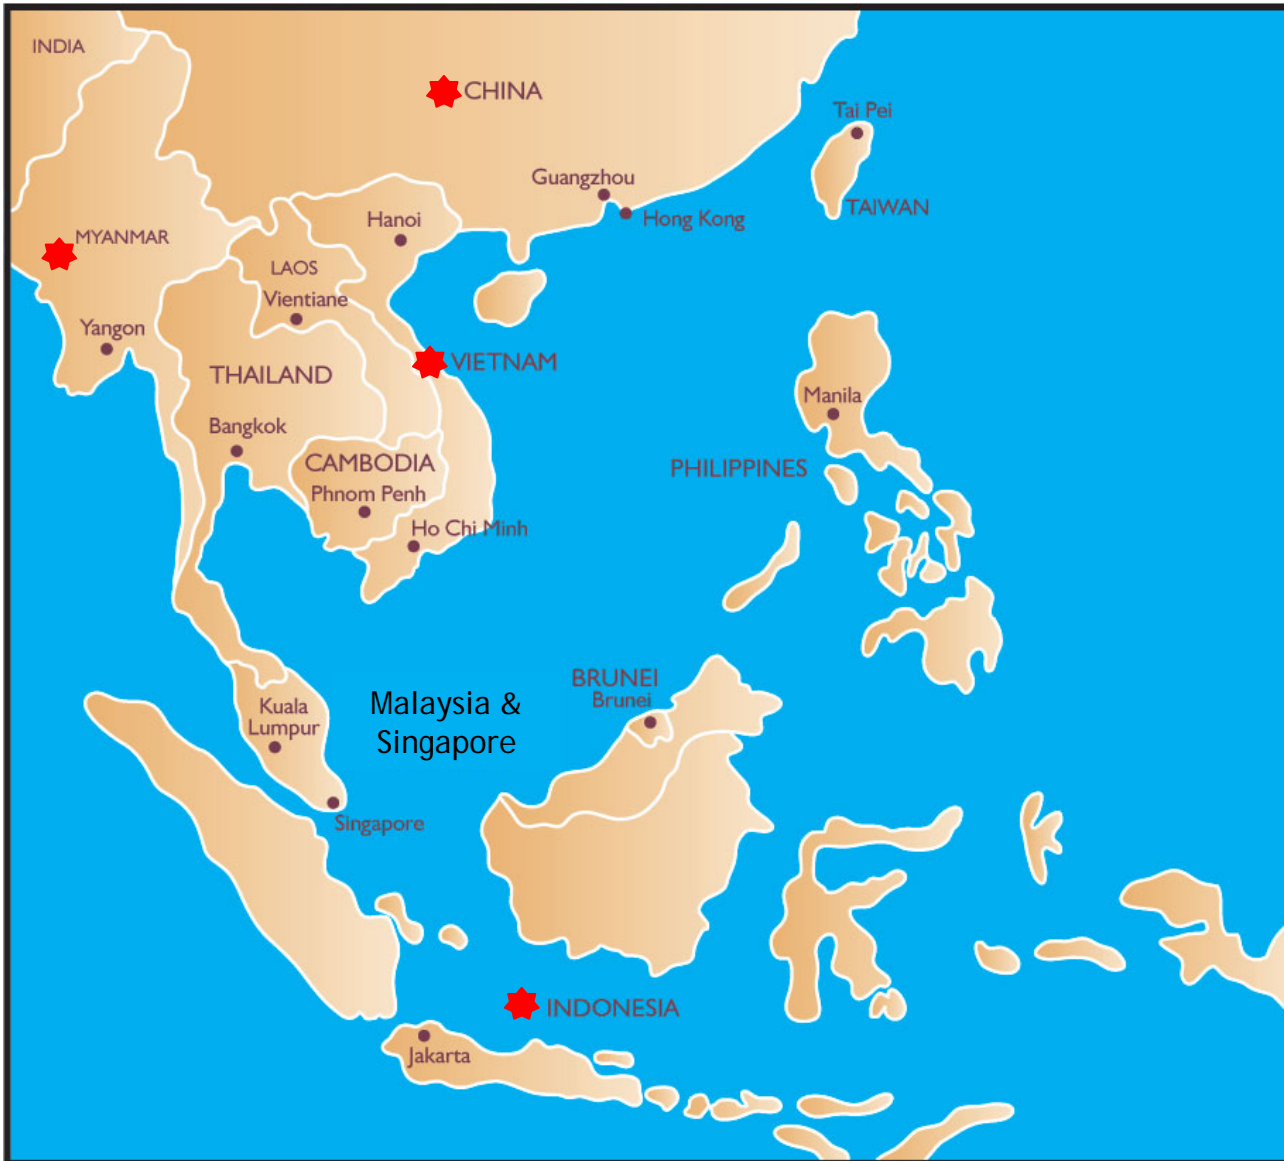 INDIA
CHINA
Tai Pei
Guangzhou
TAIWAN
Hong Kong
Hanoi
MYANMAR
LAOS
Vientiane
Yangon
VIETNAM
THAILAND
Manila
Bangkok
CAMBODIA
PHILIPPINES
Phnom Penh
Ho Chi Minh
BRUNEI
Brunei
Kuala
Lumpur
Malaysia &
Singapore
Singapore
INDONESIA
Jakarta